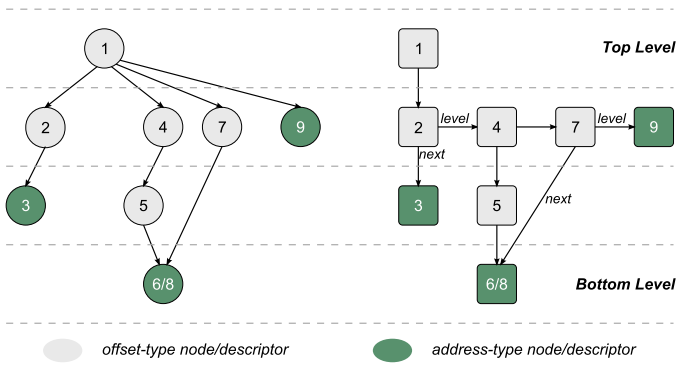 1
1
Top Level
2
4
7
9
2
level
4
7
level
9
next
3
5
3
5
next
6/8
6/8
Bottom Level
offset-type node/descriptor
address-type node/descriptor